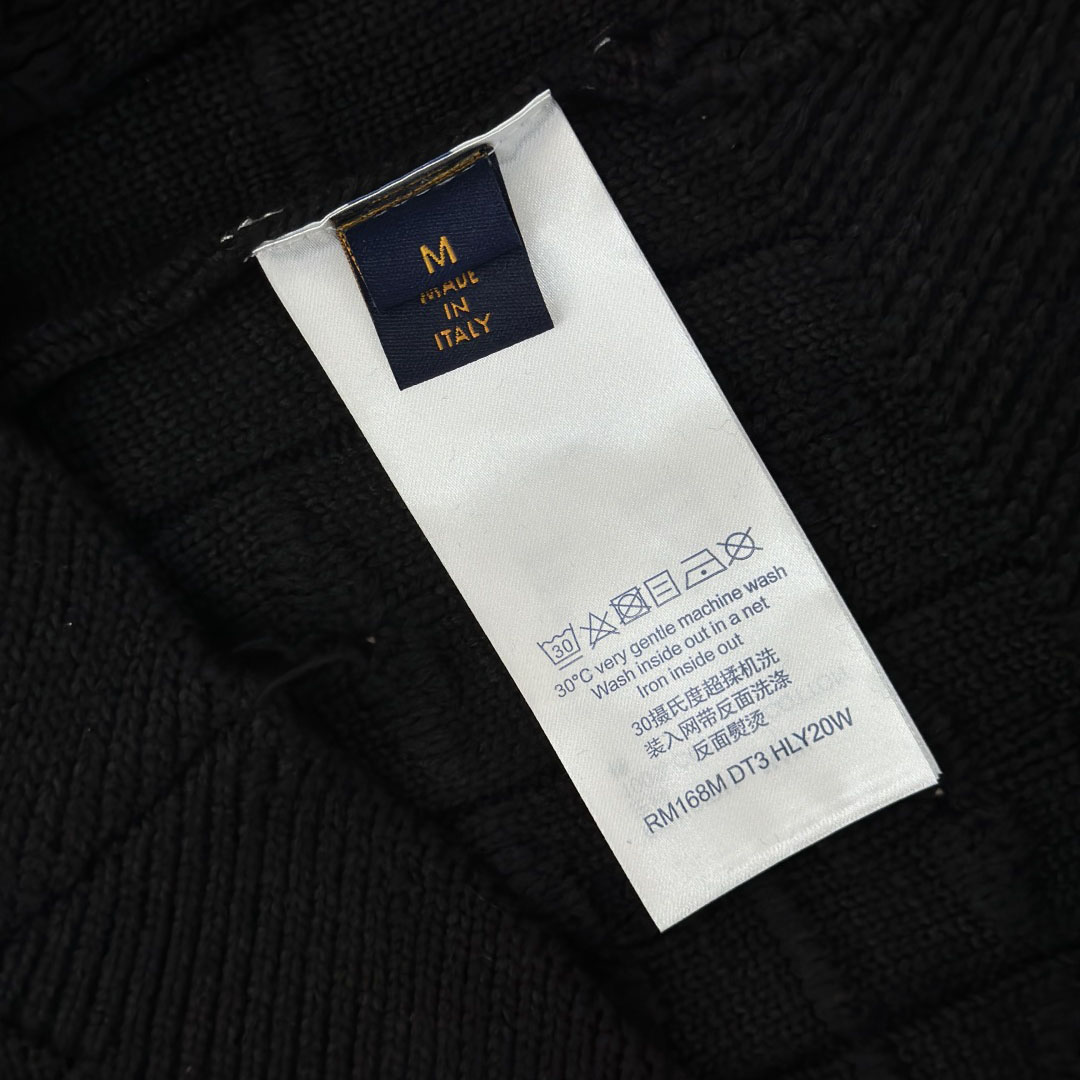 M
MADE
IN
ITALY
30
30°C very gentle machine wash
Wash inside out in a net
Iron inside out
30摄氏度超揉机洗
装入网带反面洗涤
反面熨烫
RM168M DT3 HLY20W